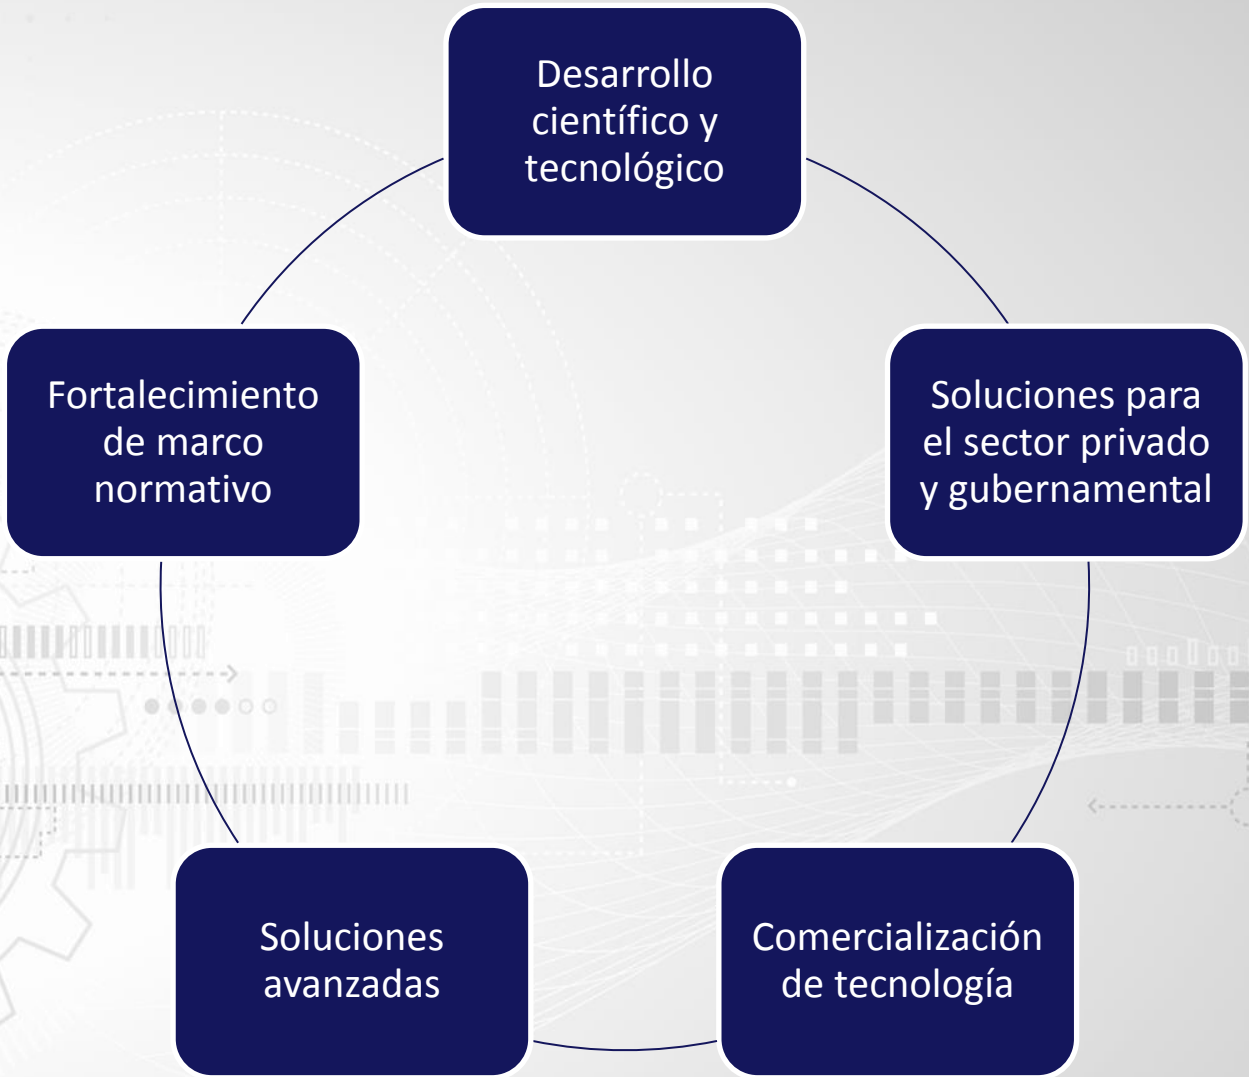 Desarrollo
científico y
tecnológico
Fortalecimiento
de marco
normativo
Soluciones para
el sector privado
y gubernamental
Soluciones
avanzadas
Comercialización
de tecnología